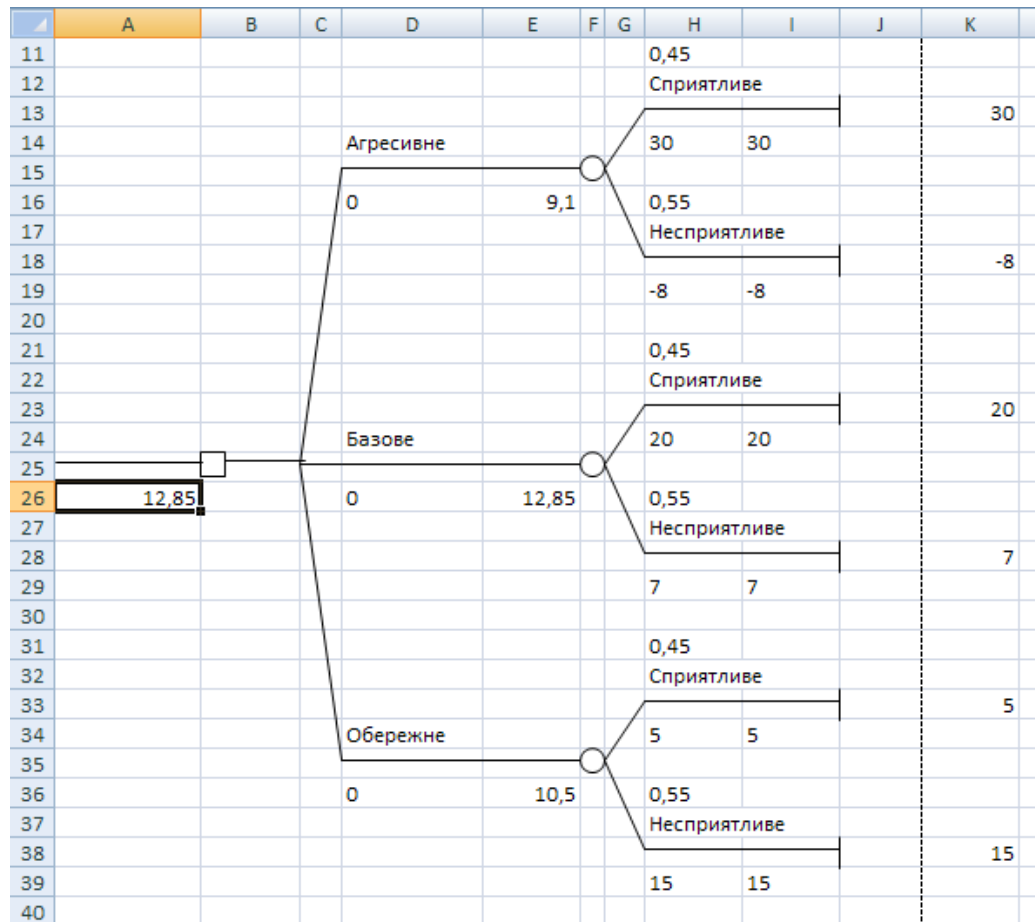 A B C D E F G H I J K
11 0,45
12 Сприятливе
13 30
14 Агресивне 30 30
15
16 0 9,1 0,55
17 Несприятливе
18 -8
19 -8 -8
20
21 0,45
22 Сприятливе
23 20
24 Базове 20 20
25
26 12,85 0 12,85 0,55
27 Несприятливе
28 7
29 7 7
30
31 0,45
32 Сприятливе
33 5
34 Обережне 5 5
35
36 0 10,5 0,55
37 Несприятливе
38 15
39 15 15
40